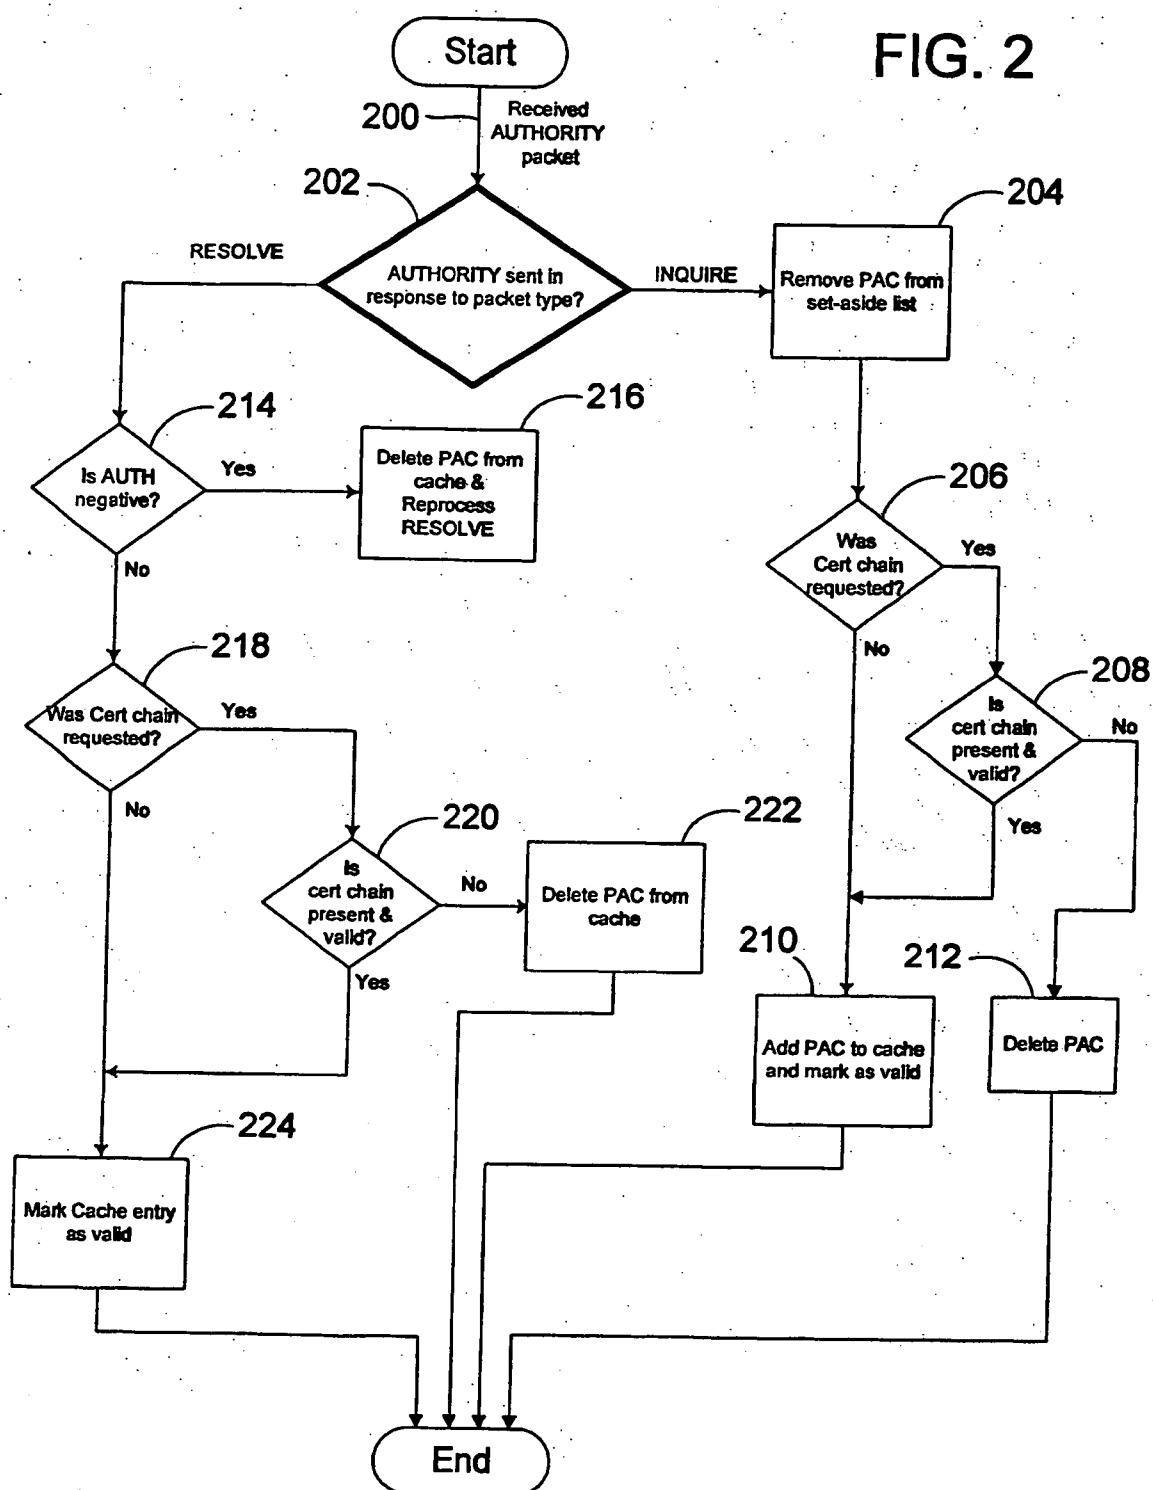 Start
FIG. 2
200
Received
AUTHORITY
packet
202
204
RESOLVE
AUTHORITY sent in
response to packet type?
INQUIRE
Remove PAC from
set-aside list
214
216
Is AUTH
negative?
Yes
Delete PAC from
cache &
Reprocess
RESOLVE
No
206
Was
Cert chain
requested?
Yes
No
218
Was Cert chain
requested?
Yes
No
208
Is
cert chain
present &
valid?
No
Yes
220
Is
cert chain
present &
valid?
No
Yes
222
Delete PAC from
cache
210
Add PAC to cache
and mark as valid
212
Delete PAC
224
Mark Cache entry
as valid
End